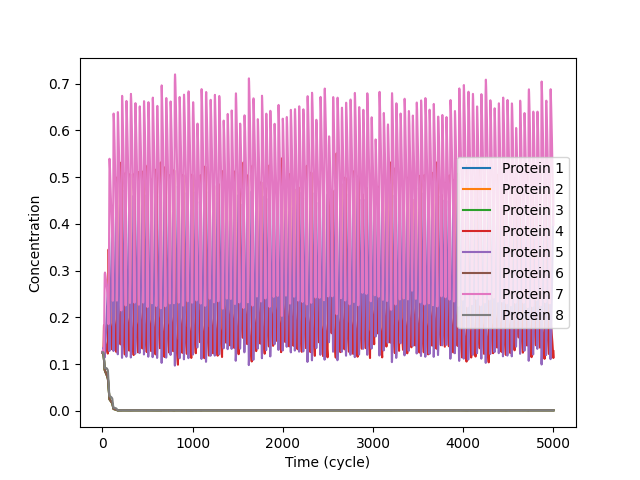 0.7
0.6
0.5
0.4
0.3
0.2
0.1
0.0
Concentration
0
1000
2000
3000
4000
5000
Time (cycle)
Protein 1
Protein 2
Protein 3
Protein 4
Protein 5
Protein 6
Protein 7
Protein 8